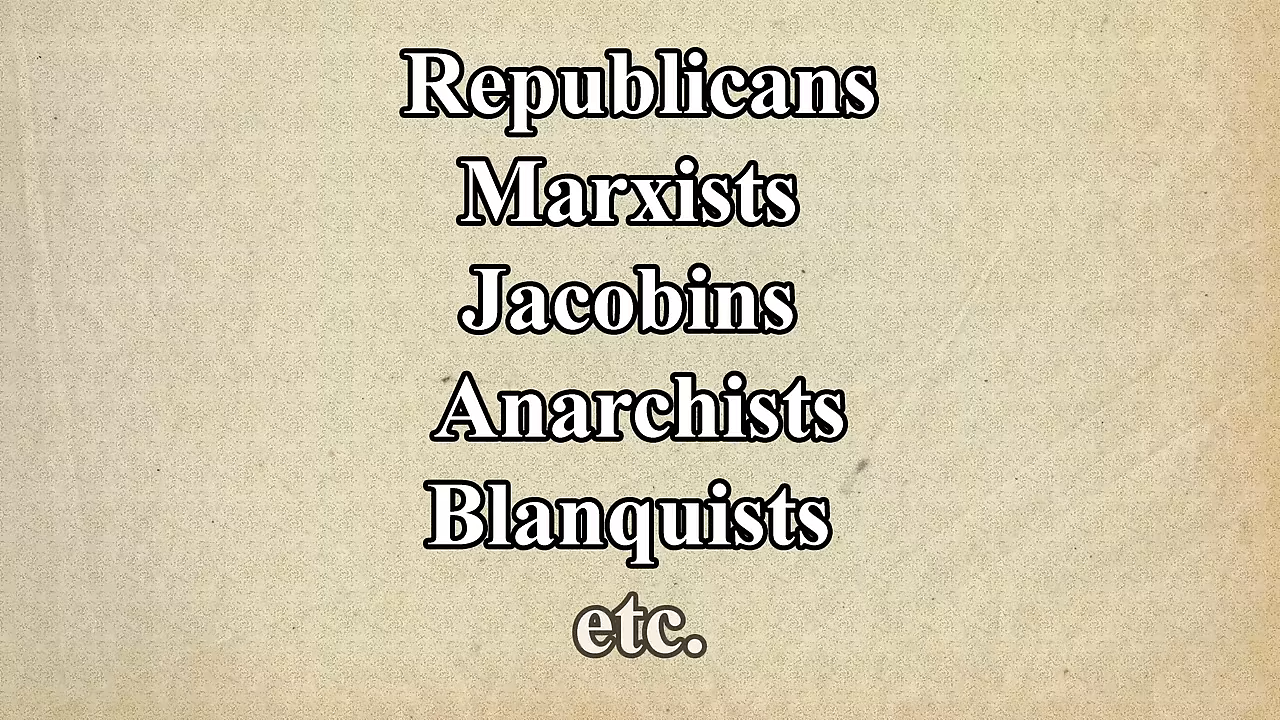 Republicans
Marxists
Jacobins
Anarchists
Blanquists
etc.